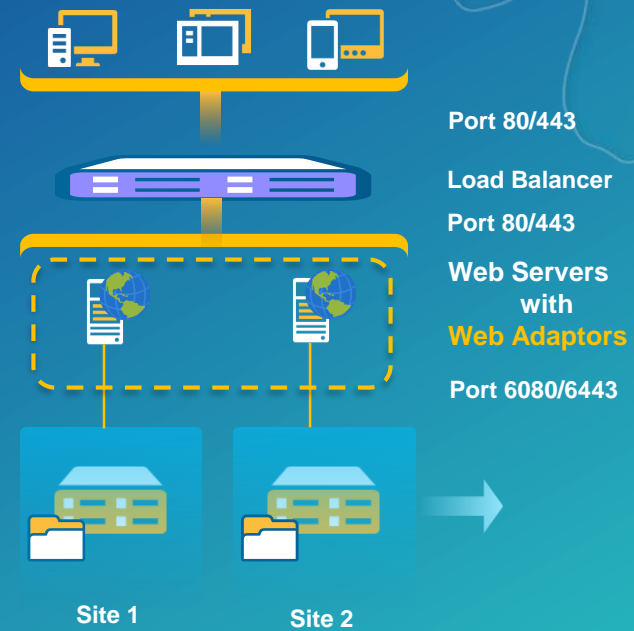 Port 80/443
Load Balancer
Port 80/443
Web Servers
with
Web Adaptors
Port 6080/6443
Site 1
Site 2